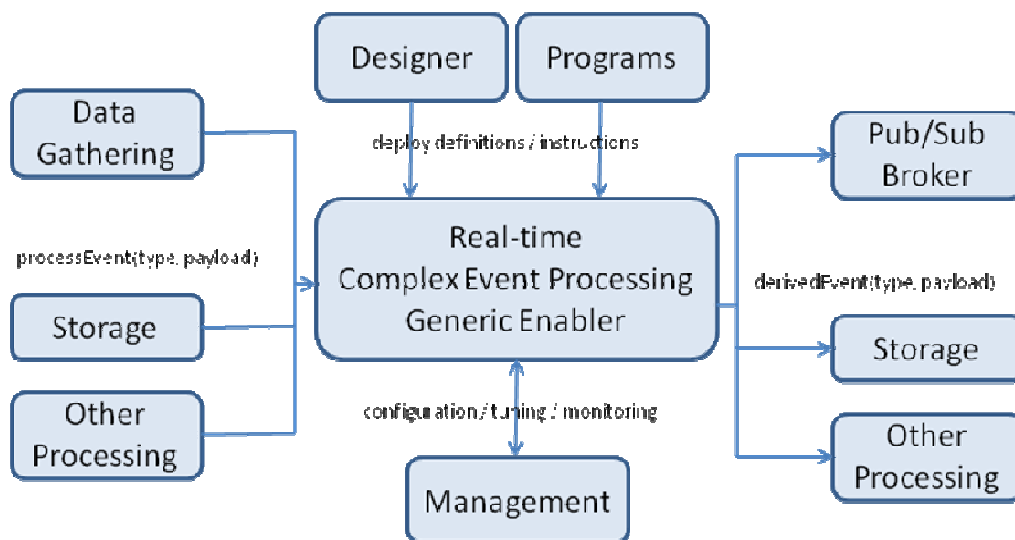 Designer
Programs
Data
Gathering
deploy definitions / instructions
Pub/Sub
Broker
Real-time
Complex Event Processing
Generic Enabler
processEvent(type, payload)
derivedEvent(type, payload)
Storage
Storage
configuration / tuning / monitoring
Other
Processing
Other
Processing
Management